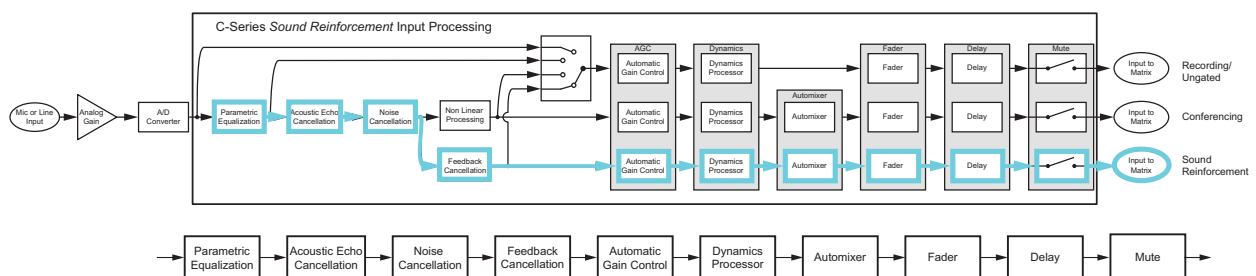 C-Series Sound Reinforcement Input Processing
Mic or Line
Input
Analog
Gain
A/D
Converter
Parametric
Equalization
Acoustic Echo
Cancellation
Noise
Cancellation
Non Linear
Processing
Feedback
Cancellation
AGC
Automatic
Gain Control
Automatic
Gain Control
Automatic
Gain Control
Dynamics
Dynamics
Processor
Dynamics
Processor
Dynamics
Processor
Automixer
Automixer
Automixer
Fader
Fader
Fader
Fader
Delay
Delay
Delay
Delay
Mute
Input to
Matrix
Recording/
Ungated
Input to
Matrix
Conferencing
Input to
Matrix
Sound
Reinforcement
Parametric
Equalization
Acoustic Echo
Cancellation
Noise
Cancellation
Feedback
Cancellation
Automatic
Gain Control
Dynamics
Processor
Automixer
Fader
Delay
Mute